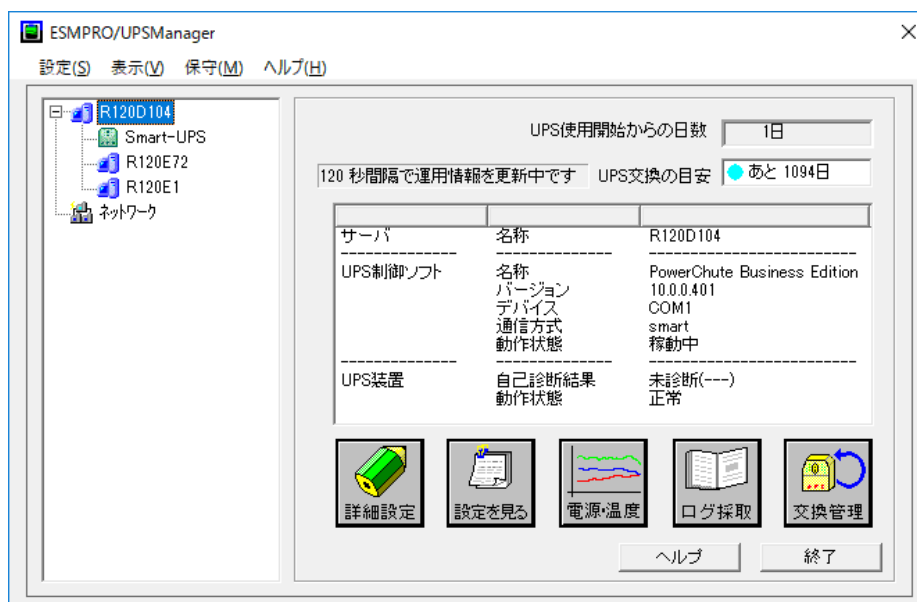 ESMPRO/UPSManager
設定(S) 表示(V) 保守(M) ヘルプ(H)
R120D104
Smart-UPS
R120E72
R120E1
ネットワーク
UPS使用開始からの日数 1日
120 秒間隔で運用情報を更新中です UPS交換の目安 あと 1094日
サーバ 名称 R120D104
-------------- -------------- -------------------------
UPS制御ソフト 名称 PowerChute Business Edition
バージョン 10.0.0.401
デバイス COM1
通信方式 smart
動作状態 稼動中
-------------- -------------- -------------------------
UPS装置 自己診断結果 未診断(---)
動作状態 正常
詳細設定 設定を見る 電源・温度 ログ採取 交換管理
ヘルプ 終了